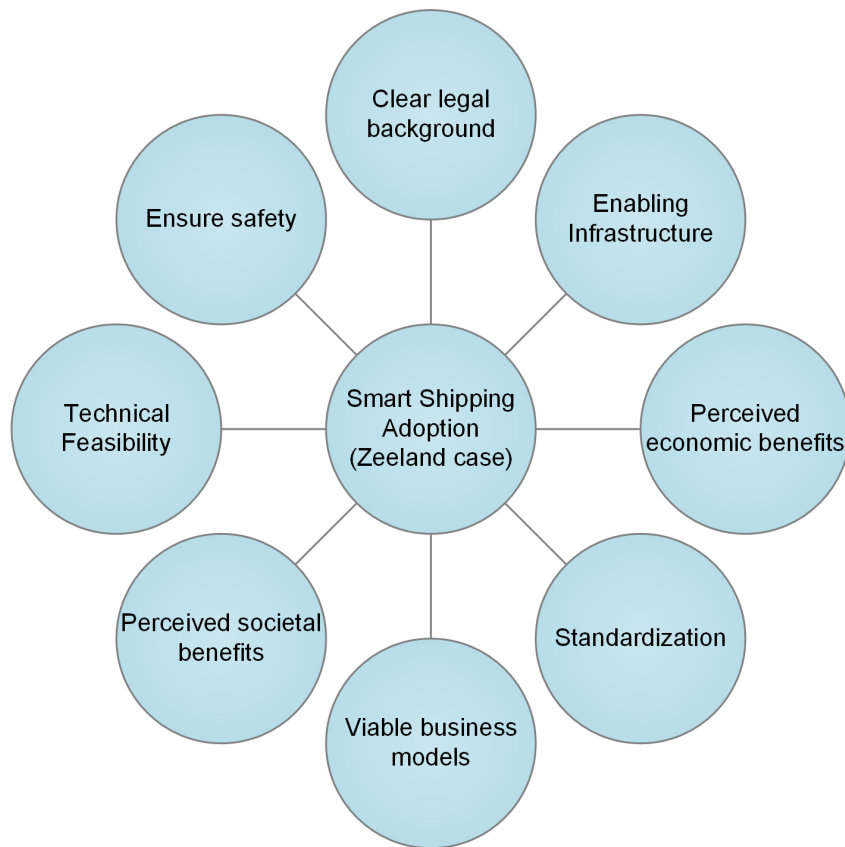 Clear legal
background
Ensure safety
Enabling
Infrastructure
Technical
Feasibility
Smart Shipping
Adoption
(Zeeland case)
Perceived
economic benefits
Perceived societal
benefits
Standardization
Viable business
models